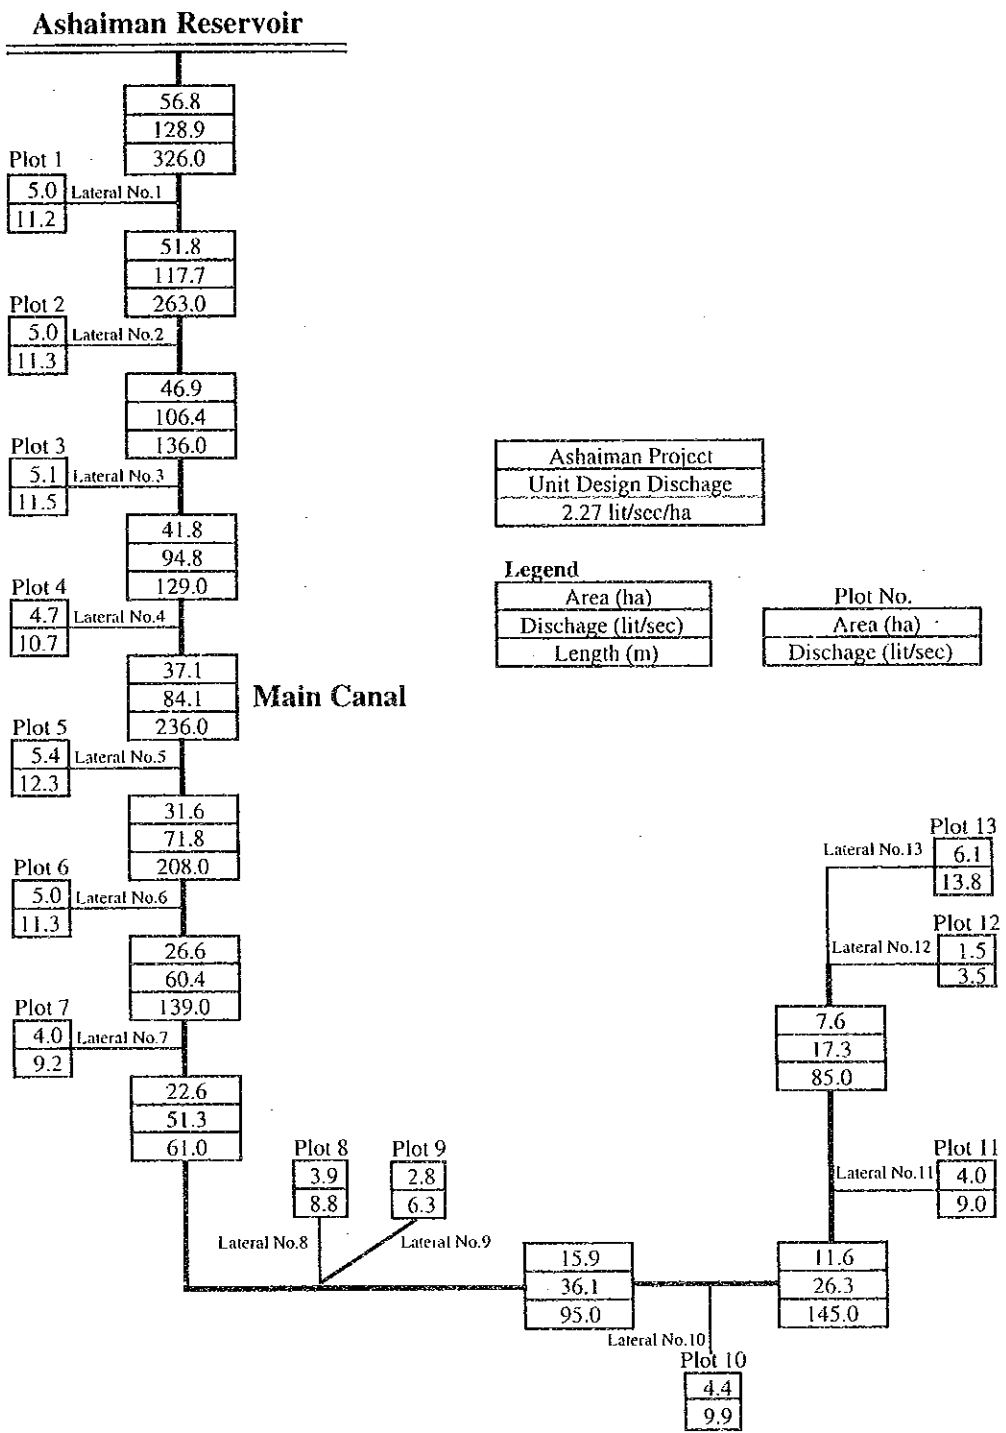 Ashaiman Reservoir
56.8
128.9
326.0
Plot 1
5.0
11.2
Lateral No.1
51.8
117.7
263.0
Plot 2
5.0
11.3
Lateral No.2
46.9
106.4
136.0
Plot 3
5.1
11.5
Lateral No.3
41.8
94.8
129.0
Plot 4
4.7
10.7
Lateral No.4
37.1
84.1
236.0
Main Canal
Plot 5
5.4
12.3
Lateral No.5
31.6
71.8
208.0
Plot 6
5.0
11.3
Lateral No.6
26.6
60.4
139.0
Plot 7
4.0
9.2
Lateral No.7
22.6
51.3
61.0
Plot 8
3.9
8.8
Lateral No.8
Plot 9
2.8
6.3
Lateral No.9
15.9
36.1
95.0
Lateral No.10
Plot 10
4.4
9.9
11.6
26.3
145.0
Lateral No.11
Plot 11
4.0
9.0
7.6
17.3
85.0
Lateral No.12
Plot 12
1.5
3.5
Lateral No.13
Plot 13
6.1
13.8
Ashaiman Project
Unit Design Dischage
2.27 lit/sec/ha
Legend
Area (ha)
Dischage (lit/sec)
Length (m)
Plot No.
Area (ha)
Dischage (lit/sec)